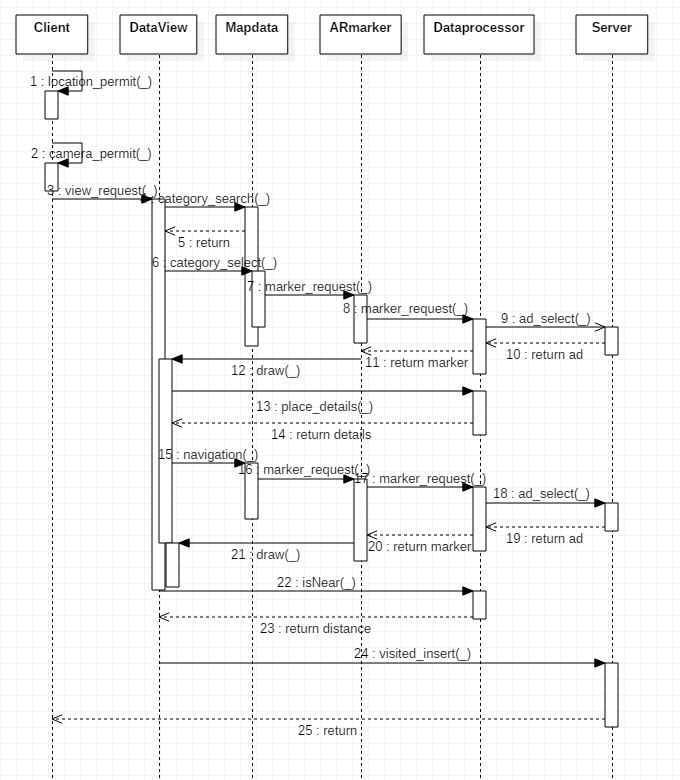 Client
DataView
Mapdata
ARmarker
Dataprocessor
Server
1 : location_permit(_)
2 : camera_permit(_)
3 : view_request(_)
category_search(_)
5 : return
6 : category_select(_)
7 : marker_request(_)
8 : marker_request(_)
9 : ad_select(_)
10 : return ad
11 : return marker
12 : draw(_)
13 : place_details(_)
14 : return details
15 : navigation(_)
16 : marker_request(_)
17 : marker_request(_)
18 : ad_select(_)
19 : return ad
20 : return marker
21 : draw(_)
22 : isNear(_)
23 : return distance
24 : visited_insert(_)
25 : return